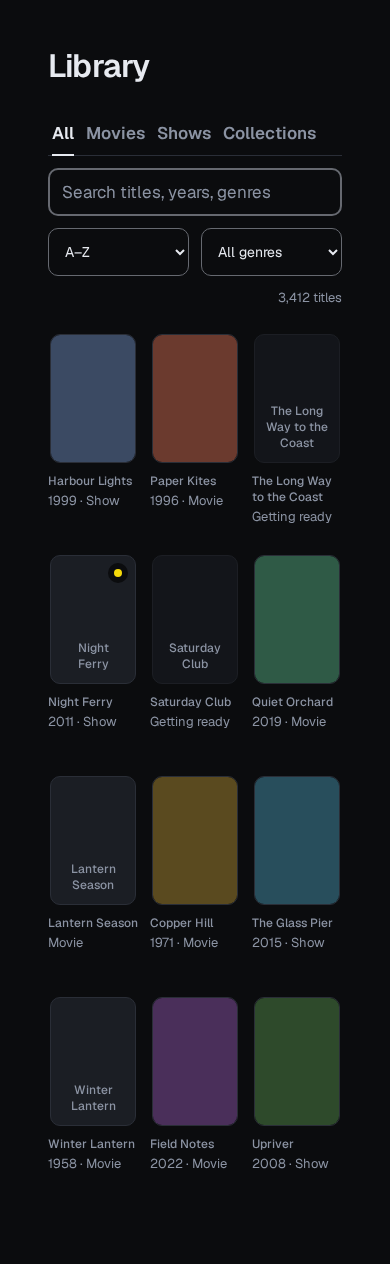 Library
All Movies Shows Collections
Search titles, years, genres
A–Z All genres
3,412 titles
The Long
Way to the
Coast
Harbour Lights
1999 · Show
Paper Kites
1996 · Movie
The Long Way
to the Coast
Getting ready
Night
Ferry
Saturday
Club
Night Ferry
2011 · Show
Saturday Club
Getting ready
Quiet Orchard
2019 · Movie
Lantern
Season
Lantern Season
Movie
Copper Hill
1971 · Movie
The Glass Pier
2015 · Show
Winter
Lantern
Winter Lantern
1958 · Movie
Field Notes
2022 · Movie
Upriver
2008 · Show